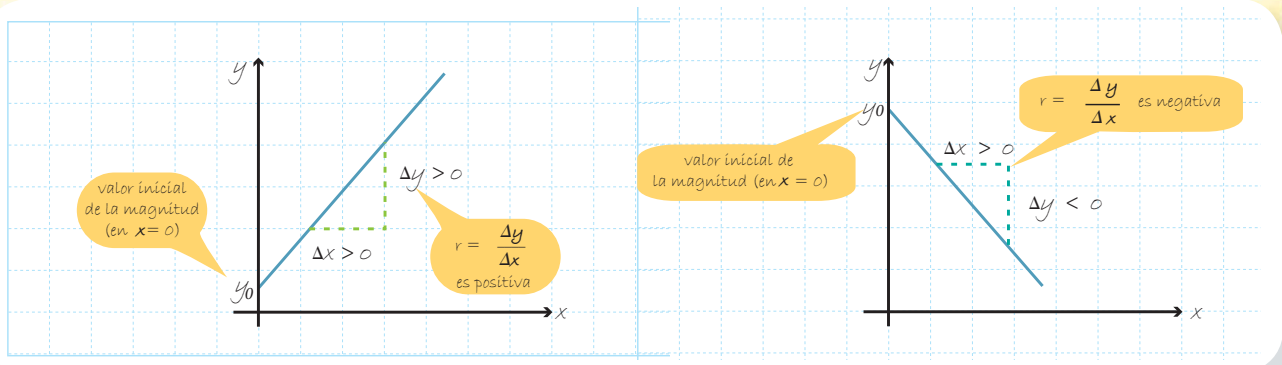 y
valor inicial
de la magnitud
(en x = 0)
y0
Δx > 0
Δy > 0
r = Δy
Δx
es positiva
x
y
y0
valor inicial de
la magnitud (en x = 0)
Δx > 0
r = Δy es negativa
Δx
Δy < 0
x